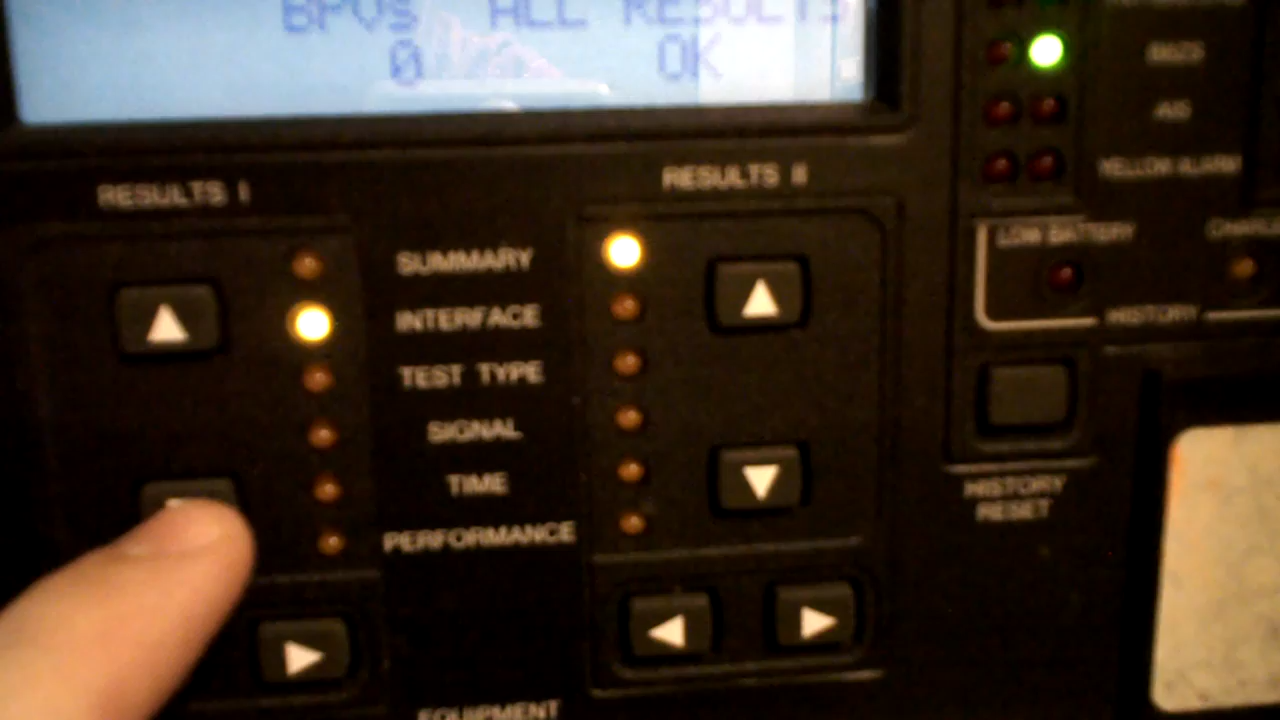 BPVs ALL RESULTS
0 OK
B8ZS
AIS
YELLOW ALARM
RESULTS I
RESULTS II
SUMMARY
INTERFACE
TEST TYPE
SIGNAL
TIME
PERFORMANCE
LOW BATTERY
HISTORY
HISTORY
RESET
EQUIPMENT